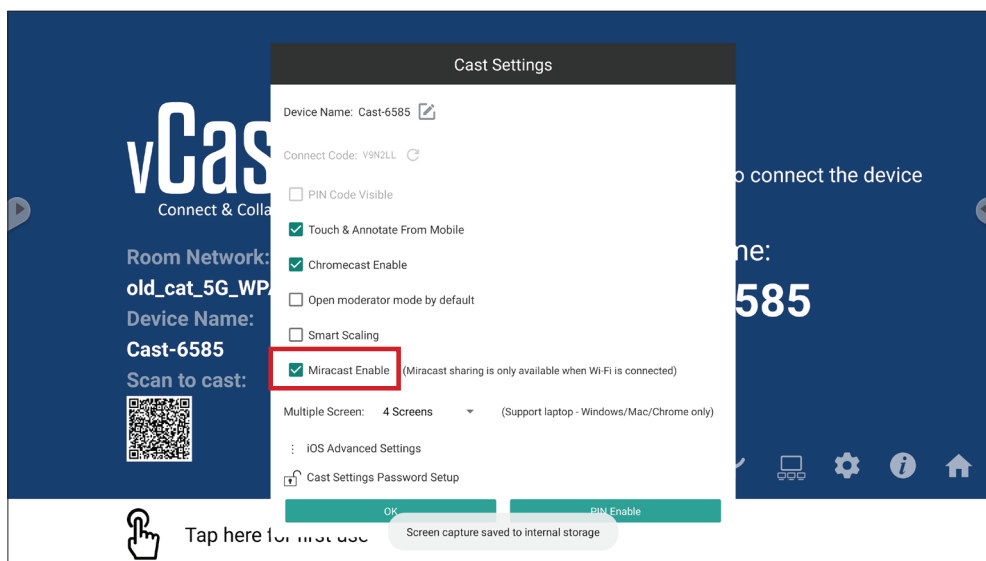 Cast Settings
Device Name: Cast-6585
Connect Code: V9N2LL
PIN Code Visible
Touch & Annotate From Mobile
Chromecast Enable
Open moderator mode by default
Smart Scaling
Miracast Enable (Miracast sharing is only available when Wi-Fi is connected)
Multiple Screen: 4 Screens (Support laptop - Windows/Mac/Chrome only)
iOS Advanced Settings
Cast Settings Password Setup
OK PIN Enable
Screen capture saved to internal storage
vCas
Connect & Colla
Room Network:
old_cat_5G_WPA
Device Name:
Cast-6585
Scan to cast:
o connect the device
ne:
585
Tap here for first use